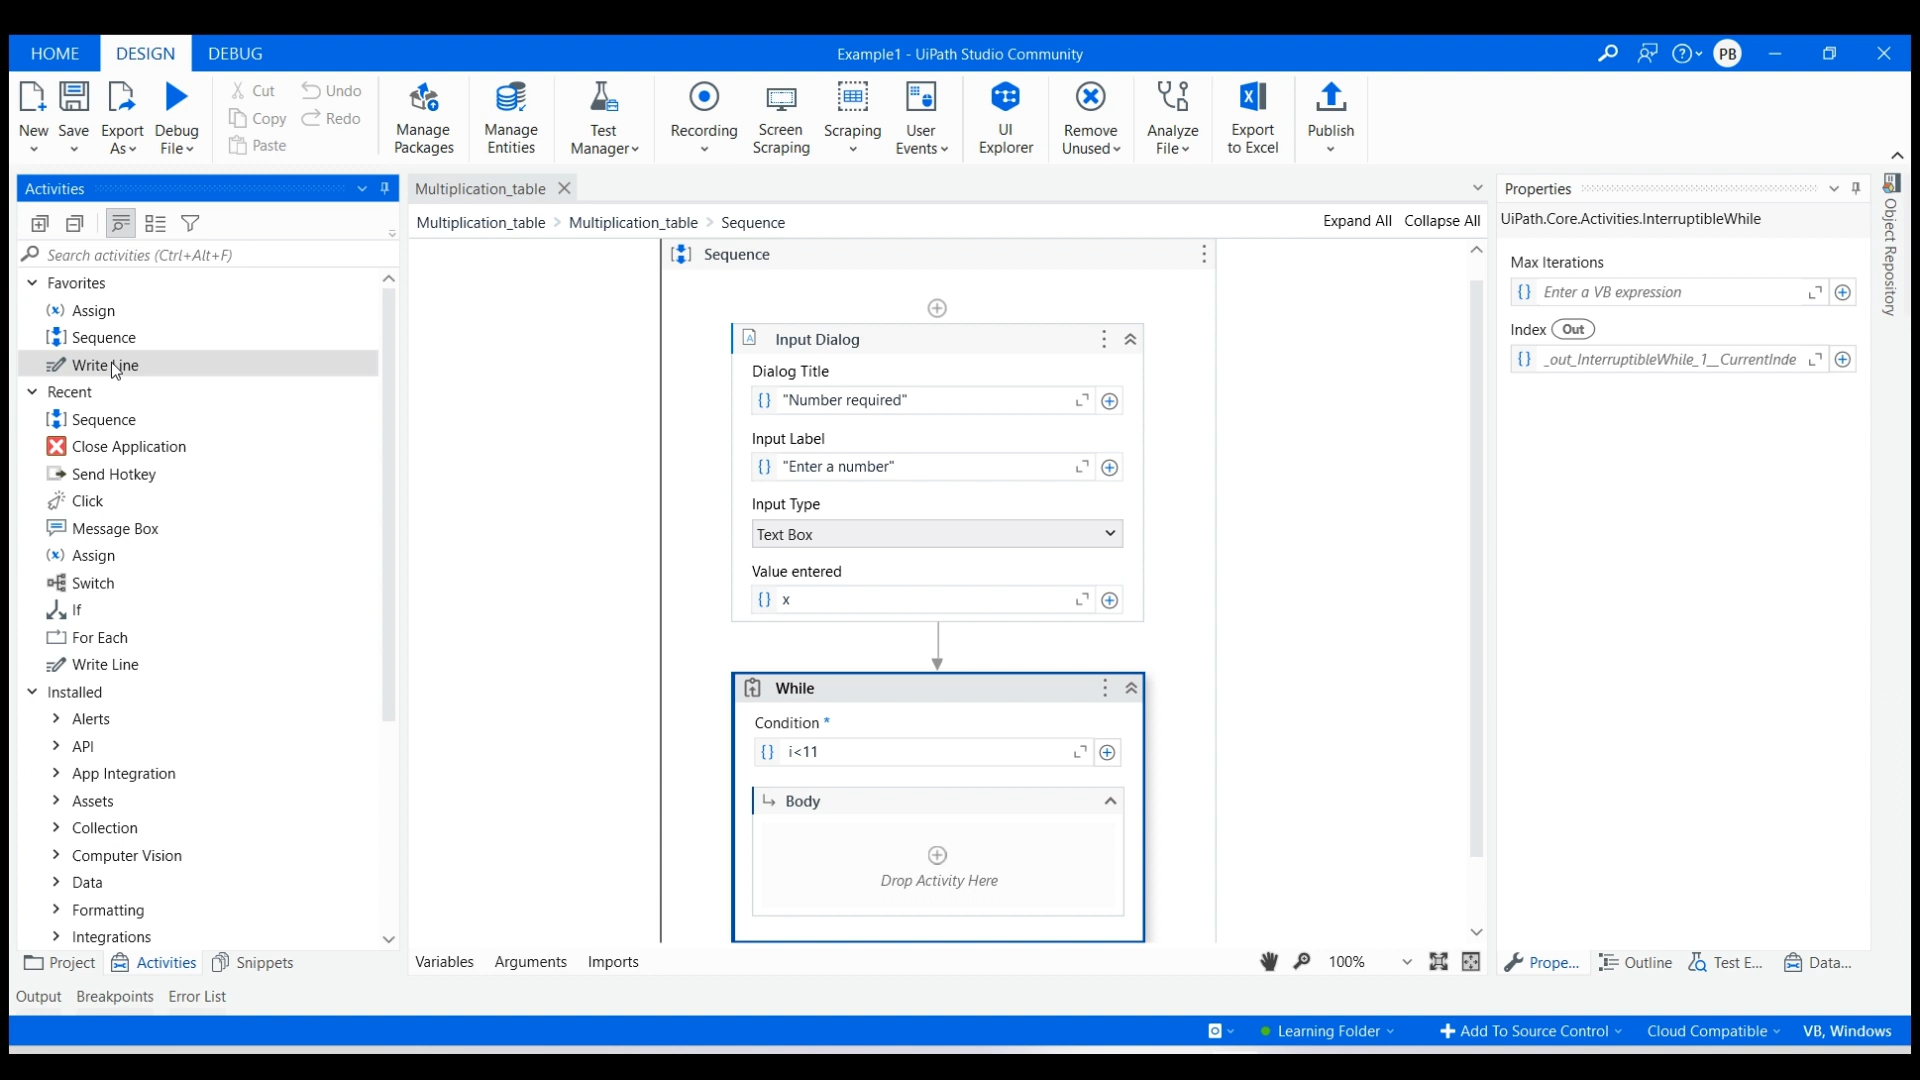 HOME DESIGN DEBUG Example1 - UiPath Studio Community PB
New Save Export As Debug File Cut Copy Paste Undo Redo Manage Packages Manage Entities Test Manager Recording Screen Scraping Scraping User Events UI Explorer Remove Unused Analyze File Export to Excel Publish
Activities
Search activities (Ctrl+Alt+F)
Favorites
Assign
Sequence
Write Line
Recent
Sequence
Close Application
Send Hotkey
Click
Message Box
Assign
Switch
If
For Each
Write Line
Installed
Alerts
API
App Integration
Assets
Collection
Computer Vision
Data
Formatting
Integrations
Project Activities Snippets
Multiplication_table
Multiplication_table > Multiplication_table > Sequence Expand All Collapse All
Sequence
Input Dialog
Dialog Title
{} "Number required"
Input Label
{} "Enter a number"
Input Type
Text Box
Value entered
{} x
While
Condition *
{} i<11
Body
Drop Activity Here
Variables Arguments Imports 100%
Properties
UiPath.Core.Activities.InterruptibleWhile
Max Iterations
{} Enter a VB expression
Index Out
{} _out_InterruptibleWhile_1__CurrentInde
Object Repository
Prope... Outline Test E... Data...
Output Breakpoints Error List
Learning Folder Add To Source Control Cloud Compatible VB, Windows